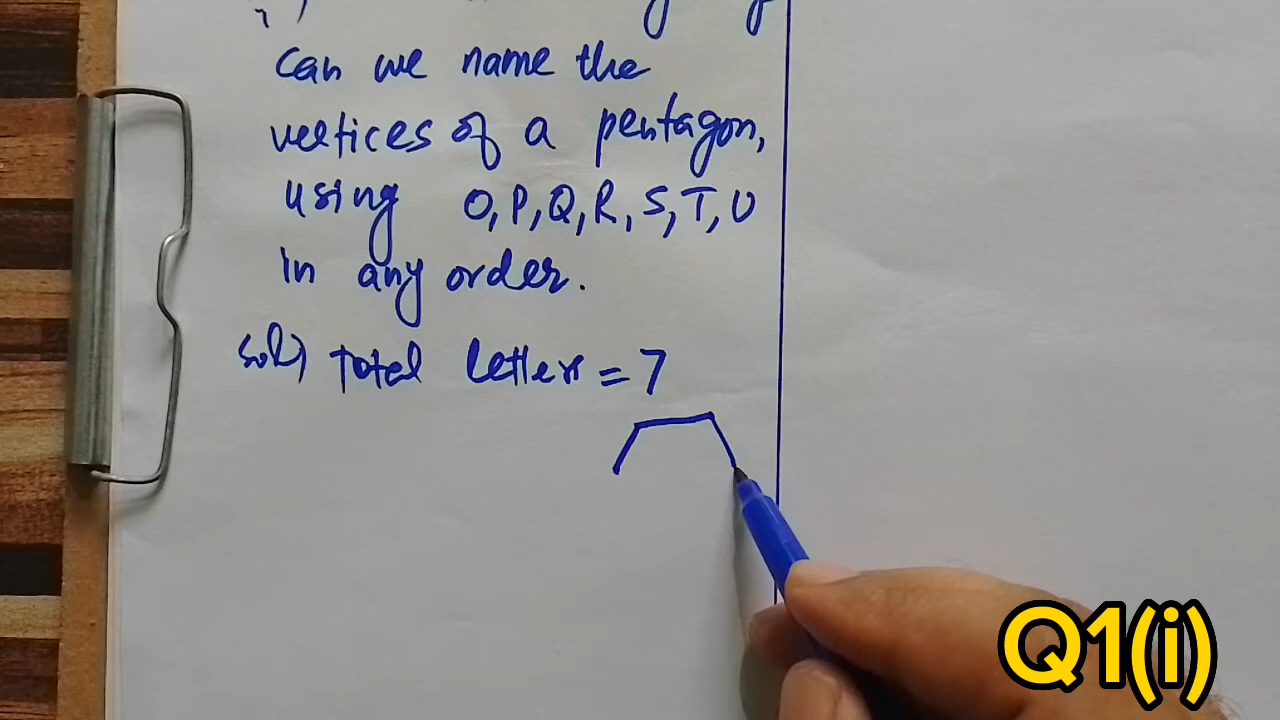 can we name the
vertices of a pentagon,
using O, P, Q, R, S, T, U
in any order.
Sol) Total letters = 7
Q1(i)